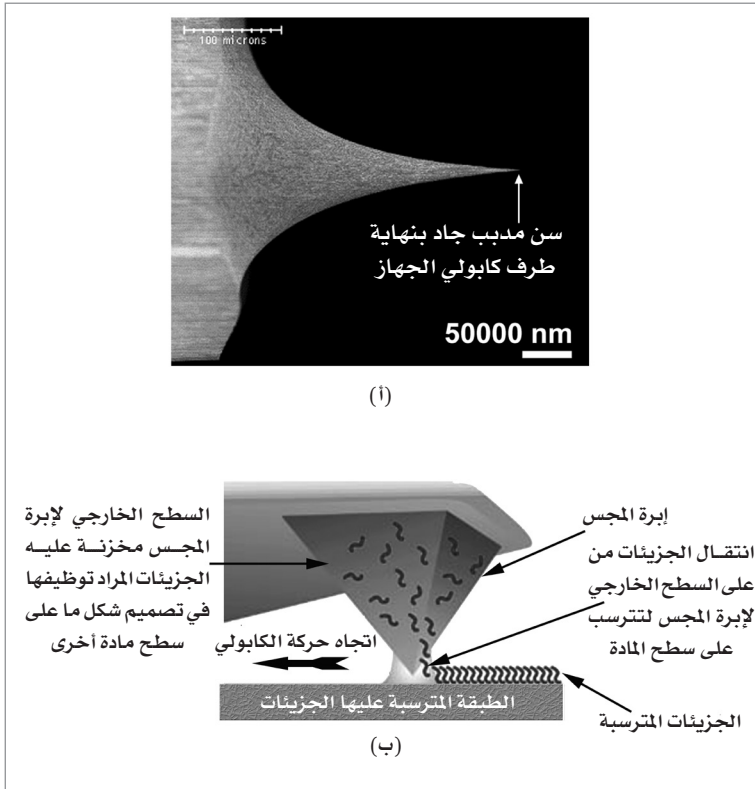 100 microns
سن مدبب جاد بنهاية
طرف كابولي الجهاز
50000 nm
(أ)
إبرة المجس
انتقال الجزيئات من
على السطح الخارجي
لإبرة المجس لتترسب
على سطح المادة
السطح الخارجي لإبرة
المجس مخزنة عليه
الجزيئات المراد توظيفها
في تصميم شكل ما على
سطح مادة أخرى
اتجاه حركة الكابولي
الطبقة المترسبة عليها الجزيئات
الجزيئات المترسبة
(ب)